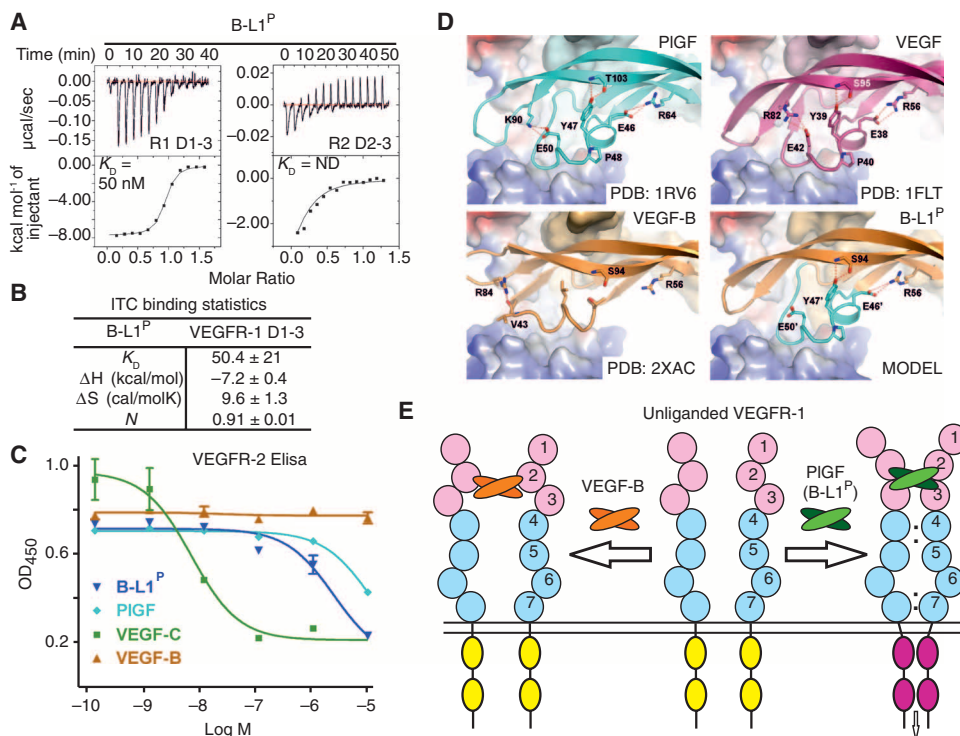 A
B-L1P
Time (min) 0 10 20 30 40
0 10 20 30 40 50
µcal/sec
0.00
−0.05
−0.10
−0.15
R1 D1-3
0.02
0.00
−0.02
R2 D2-3
kcal mol-1 of injectant
0.00
−4.00
−8.00
KD = 50 nM
0.00
−2.00
KD = ND
0.0 0.5 1.0 1.5
0.0 0.5 1.0 1.5
Molar Ratio
B
ITC binding statistics
B-L1P VEGFR-1 D1-3
KD 50.4 ± 21
ΔH (kcal/mol) −7.2 ± 0.4
ΔS (cal/molK) 9.6 ± 1.3
N 0.91 ± 0.01
C
VEGFR-2 Elisa
OD450
1.0
0.6
0.2
B-L1P
PlGF
VEGF-C
VEGF-B
−10 −9 −8 −7 −6 −5
Log M
D
PlGF
T103
K90
Y47
E46
R64
E50
P48
PDB: 1RV6
VEGF
S95
R82
Y39
R56
E38
E42
P40
PDB: 1FLT
VEGF-B
S94
R84
R56
V43
PDB: 2XAC
B-L1P
S94
Y47'
R56
E46'
E50'
MODEL
E
Unliganded VEGFR-1
1
2
3
4
5
6
7
VEGF-B
1
2
3
4
5
6
7
PlGF
(B-L1P)
1
2
3
4
5
6
7